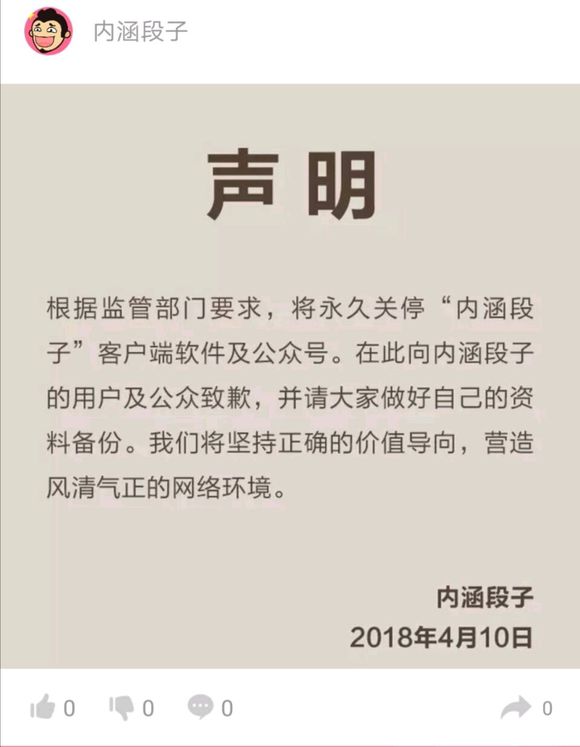 内涵段子
声明
根据监管部门要求，将永久关停“内涵段
子”客户端软件及公众号。在此向内涵段子
的用户及公众致歉，并请大家做好自己的资
料备份。我们将坚持正确的价值导向，营造
风清气正的网络环境。
内涵段子
2018年4月10日
0 0 0 0